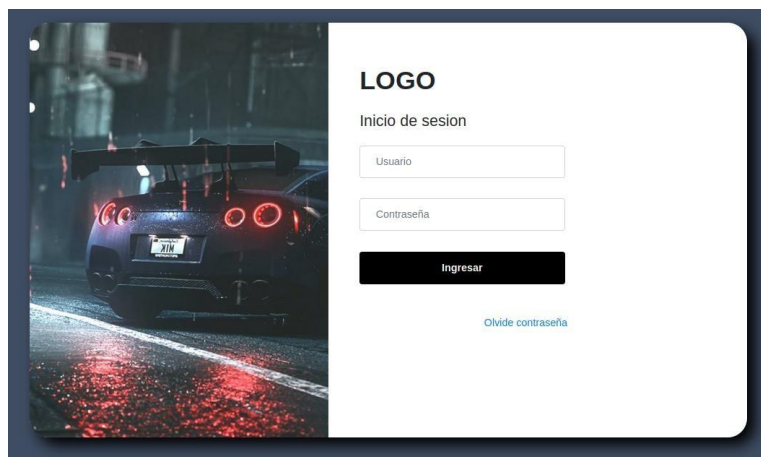 LOGO
Inicio de sesion
Usuario
Contraseña
Ingresar
Olvide contraseña